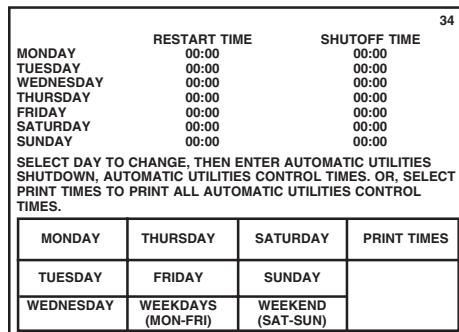 34
RESTART TIME SHUTOFF TIME
MONDAY 00:00 00:00
TUESDAY 00:00 00:00
WEDNESDAY 00:00 00:00
THURSDAY 00:00 00:00
FRIDAY 00:00 00:00
SATURDAY 00:00 00:00
SUNDAY 00:00 00:00
SELECT DAY TO CHANGE, THEN ENTER AUTOMATIC UTILITIES
SHUTDOWN, AUTOMATIC UTILITIES CONTROL TIMES. OR, SELECT
PRINT TIMES TO PRINT ALL AUTOMATIC UTILITIES CONTROL
TIMES.
MONDAY THURSDAY SATURDAY PRINT TIMES
TUESDAY FRIDAY SUNDAY
WEDNESDAY WEEKDAYS WEEKEND
(MON-FRI) (SAT-SUN)